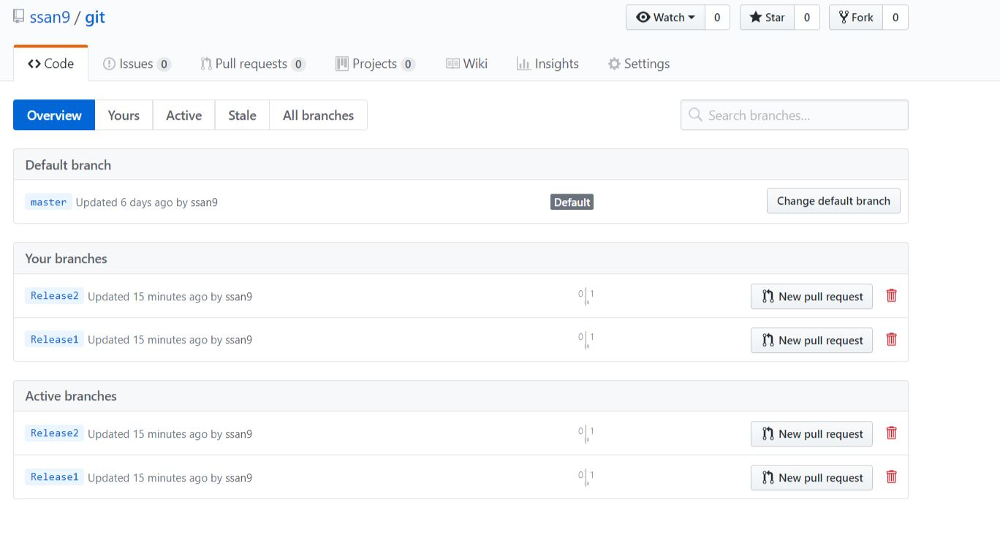 ssan9 / git Watch 0 Star 0 Fork 0
Code Issues 0 Pull requests 0 Projects 0 Wiki Insights Settings
Overview Yours Active Stale All branches Search branches...
Default branch
master Updated 6 days ago by ssan9 Default Change default branch
Your branches
Release2 Updated 15 minutes ago by ssan9 0 1 New pull request
Release1 Updated 15 minutes ago by ssan9 0 1 New pull request
Active branches
Release2 Updated 15 minutes ago by ssan9 0 1 New pull request
Release1 Updated 15 minutes ago by ssan9 0 1 New pull request